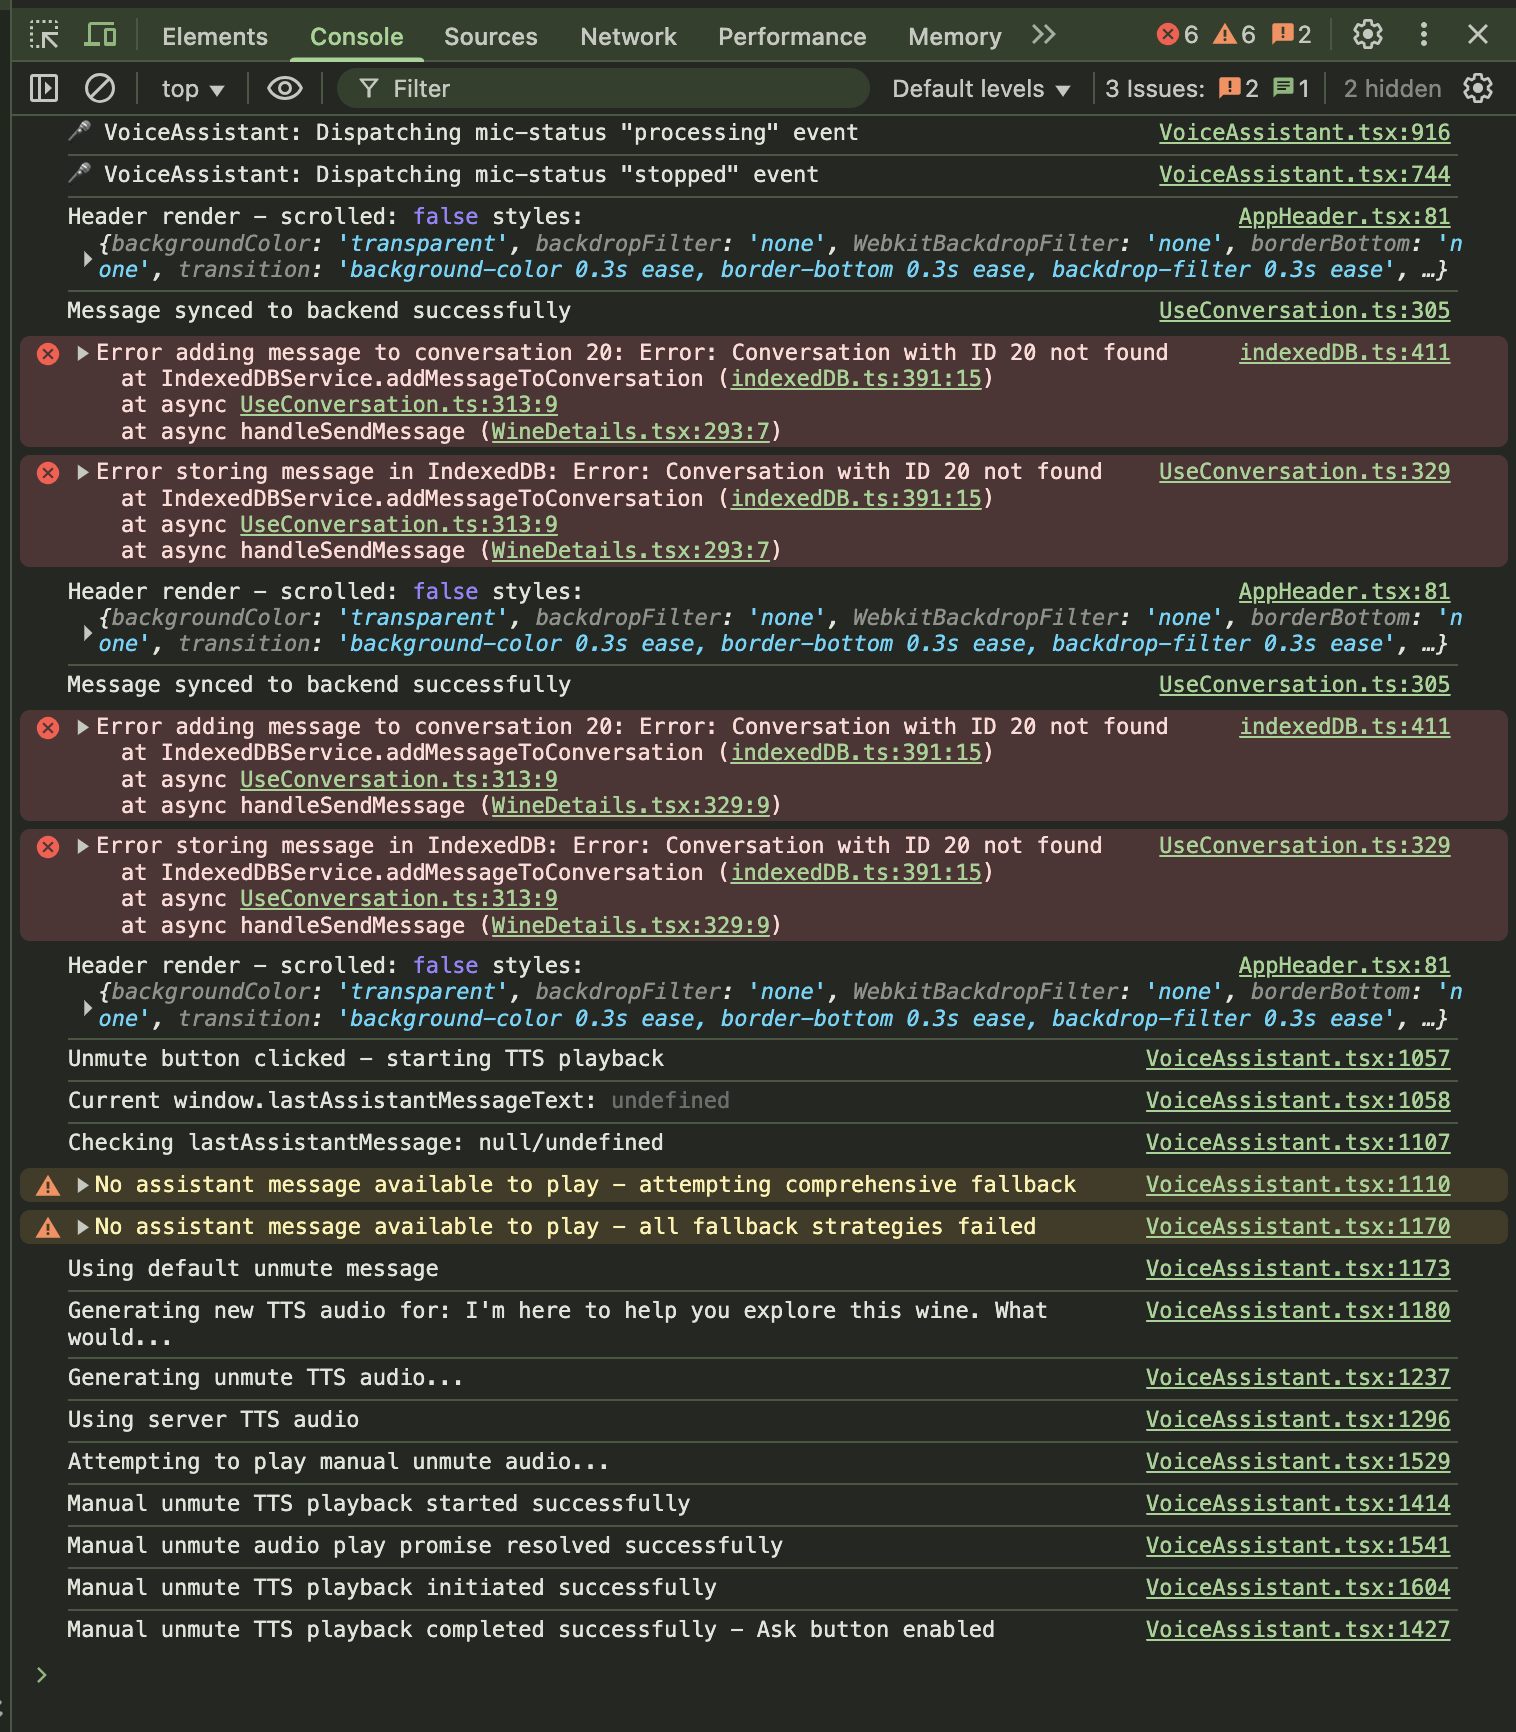 Elements Console Sources Network Performance Memory 6 6 2
top Filter Default levels 3 Issues: 2 1 2 hidden
VoiceAssistant: Dispatching mic-status "processing" event VoiceAssistant.tsx:916
VoiceAssistant: Dispatching mic-status "stopped" event VoiceAssistant.tsx:744
Header render – scrolled: false styles: AppHeader.tsx:81
{backgroundColor: 'transparent', backdropFilter: 'none', WebkitBackdropFilter: 'none', borderBottom: 'n
one', transition: 'background-color 0.3s ease, border-bottom 0.3s ease, backdrop-filter 0.3s ease', …}
Message synced to backend successfully UseConversation.ts:305
Error adding message to conversation 20: Error: Conversation with ID 20 not found indexedDB.ts:411
at IndexedDBService.addMessageToConversation (indexedDB.ts:391:15)
at async UseConversation.ts:313:9
at async handleSendMessage (WineDetails.tsx:293:7)
Error storing message in IndexedDB: Error: Conversation with ID 20 not found UseConversation.ts:329
at IndexedDBService.addMessageToConversation (indexedDB.ts:391:15)
at async UseConversation.ts:313:9
at async handleSendMessage (WineDetails.tsx:293:7)
Header render – scrolled: false styles: AppHeader.tsx:81
{backgroundColor: 'transparent', backdropFilter: 'none', WebkitBackdropFilter: 'none', borderBottom: 'n
one', transition: 'background-color 0.3s ease, border-bottom 0.3s ease, backdrop-filter 0.3s ease', …}
Message synced to backend successfully UseConversation.ts:305
Error adding message to conversation 20: Error: Conversation with ID 20 not found indexedDB.ts:411
at IndexedDBService.addMessageToConversation (indexedDB.ts:391:15)
at async UseConversation.ts:313:9
at async handleSendMessage (WineDetails.tsx:329:9)
Error storing message in IndexedDB: Error: Conversation with ID 20 not found UseConversation.ts:329
at IndexedDBService.addMessageToConversation (indexedDB.ts:391:15)
at async UseConversation.ts:313:9
at async handleSendMessage (WineDetails.tsx:329:9)
Header render – scrolled: false styles: AppHeader.tsx:81
{backgroundColor: 'transparent', backdropFilter: 'none', WebkitBackdropFilter: 'none', borderBottom: 'n
one', transition: 'background-color 0.3s ease, border-bottom 0.3s ease, backdrop-filter 0.3s ease', …}
Unmute button clicked – starting TTS playback VoiceAssistant.tsx:1057
Current window.lastAssistantMessageText: undefined VoiceAssistant.tsx:1058
Checking lastAssistantMessage: null/undefined VoiceAssistant.tsx:1107
No assistant message available to play – attempting comprehensive fallback VoiceAssistant.tsx:1110
No assistant message available to play – all fallback strategies failed VoiceAssistant.tsx:1170
Using default unmute message VoiceAssistant.tsx:1173
Generating new TTS audio for: I'm here to help you explore this wine. What VoiceAssistant.tsx:1180
would...
Generating unmute TTS audio... VoiceAssistant.tsx:1237
Using server TTS audio VoiceAssistant.tsx:1296
Attempting to play manual unmute audio... VoiceAssistant.tsx:1529
Manual unmute TTS playback started successfully VoiceAssistant.tsx:1414
Manual unmute audio play promise resolved successfully VoiceAssistant.tsx:1541
Manual unmute TTS playback initiated successfully VoiceAssistant.tsx:1604
Manual unmute TTS playback completed successfully – Ask button enabled VoiceAssistant.tsx:1427